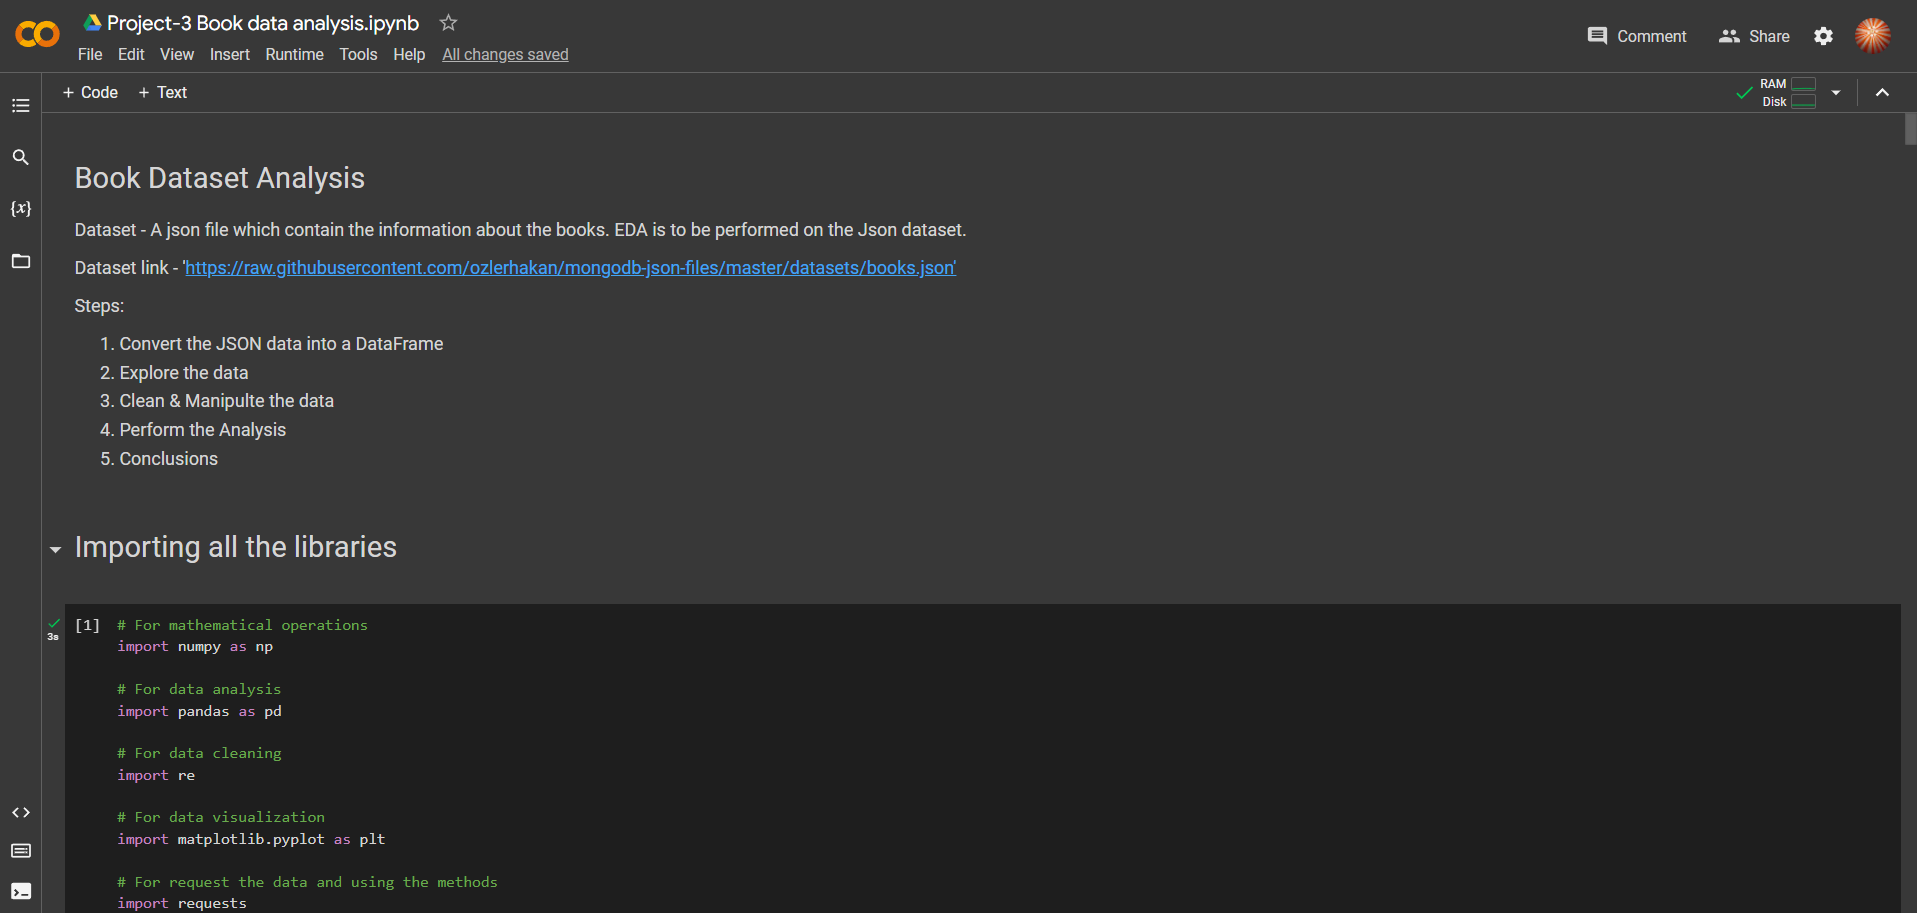 Project-3 Book data analysis.ipynb
File Edit View Insert Runtime Tools Help All changes saved
Comment Share
+ Code + Text
RAM
Disk
Book Dataset Analysis
Dataset - A json file which contain the information about the books. EDA is to be performed on the Json dataset.
Dataset link - 'https://raw.githubusercontent.com/ozlerhakan/mongodb-json-files/master/datasets/books.json'
Steps:
1. Convert the JSON data into a DataFrame
2. Explore the data
3. Clean & Manipulte the data
4. Perform the Analysis
5. Conclusions
Importing all the libraries
3s
[1] # For mathematical operations
import numpy as np
# For data analysis
import pandas as pd
# For data cleaning
import re
# For data visualization
import matplotlib.pyplot as plt
# For request the data and using the methods
import requests